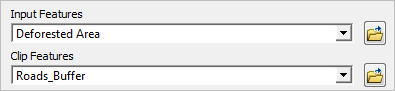 Input Features
Deforested Area
Clip Features
Roads_Buffer